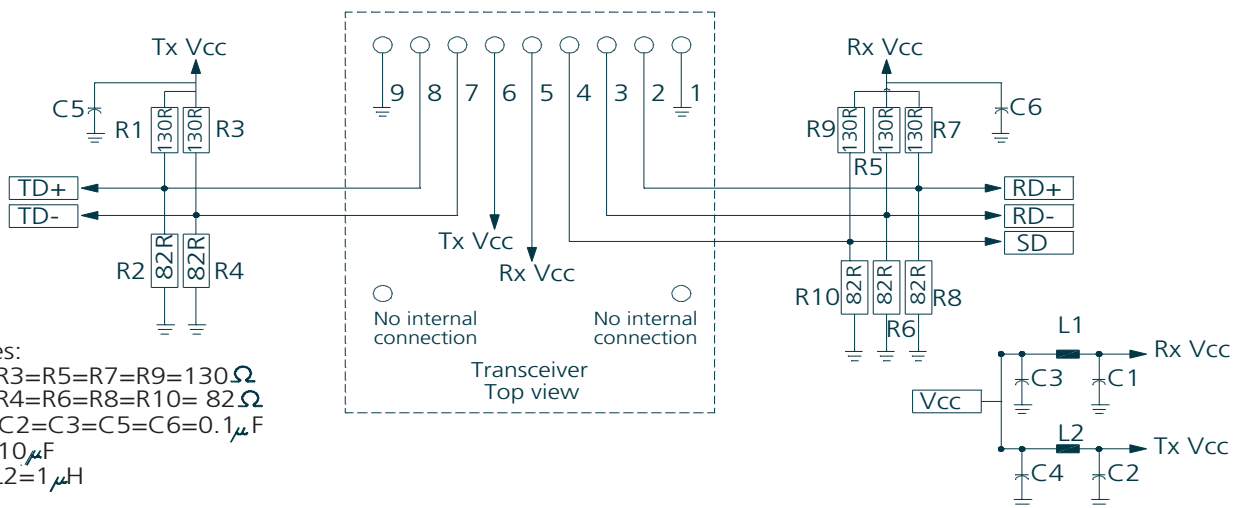 Tx Vcc
Rx Vcc
9 8 7 6 5 4 3 2 1
C5
R1
130R
130R
R3
R9
130R
130R
130R
R7
C6
R5
TD+
TD-
RD+
RD-
SD
Tx Vcc
Rx Vcc
R2
82R
82R
R4
R10
82R
82R
82R
R8
R6
No internal
connection
No internal
connection
Transceiver
Top view
R3=R5=R7=R9=130Ω
R4=R6=R8=R10= 82Ω
C2=C3=C5=C6=0.1μF
10μF
L2=1μH
L1
Rx Vcc
C3
C1
Vcc
L2
Tx Vcc
C4
C2